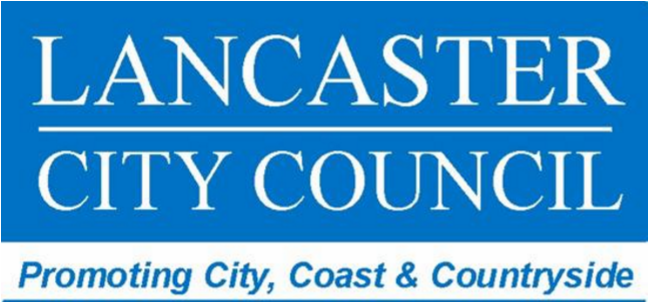 LANCASTER
CITY COUNCIL
Promoting City, Coast & Countryside